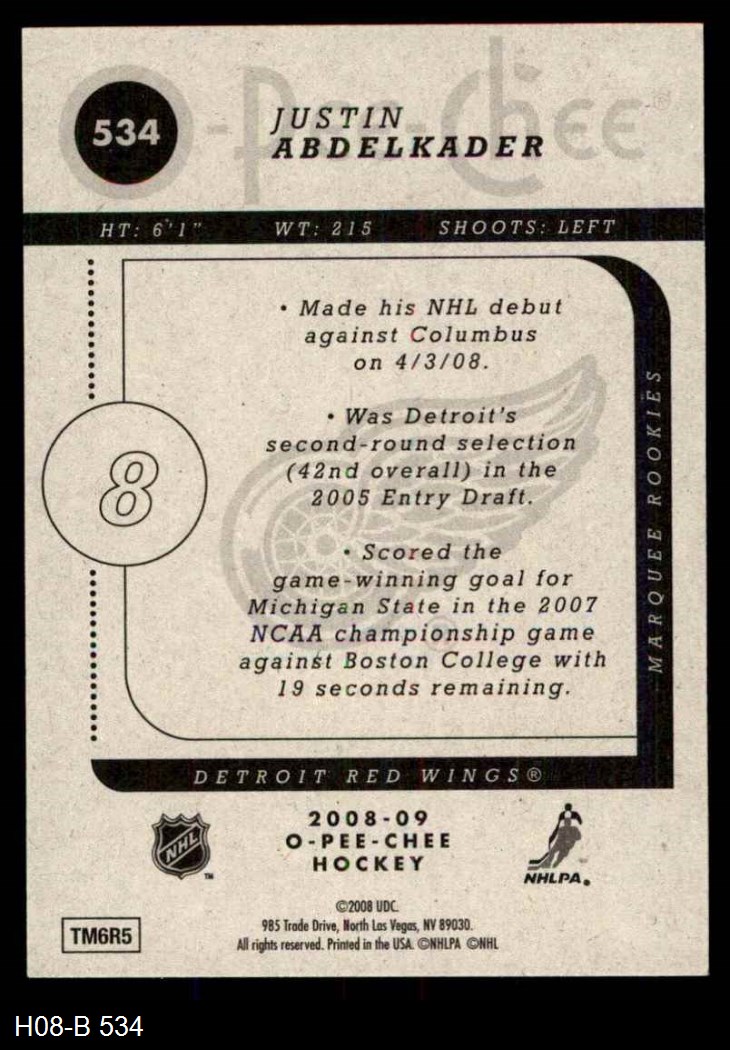 O-Pee-Chee®
534
JUSTIN
ABDELKADER
HT: 6'1"
WT: 215
SHOOTS: LEFT
• Made his NHL debut
against Columbus
on 4/3/08.
• Was Detroit's
second-round selection
(42nd overall) in the
2005 Entry Draft.
8
• Scored the
game-winning goal for
Michigan State in the 2007
NCAA championship game
against Boston College with
19 seconds remaining.
MARQUEE ROOKIES
DETROIT RED WINGS®
NHL
TM
2008-09
O-PEE-CHEE
HOCKEY
NHLPA®
©2008 UDC.
985 Trade Drive, North Las Vegas, NV 89030.
All rights reserved. Printed in the USA. ©NHLPA ©NHL
TM6R5
H08-B 534